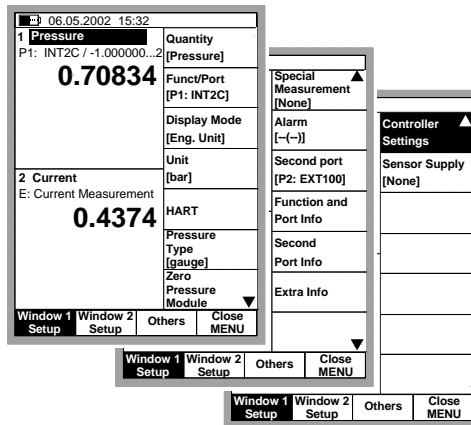 06.05.2002 15:32
1 Pressure
P1: INT2C / -1.000000...2
0.70834
2 Current
E: Current Measurement
0.4374
Quantity
[Pressure]
Funct/Port
[P1: INT2C]
Display Mode
[Eng. Unit]
Unit
[bar]
HART
Pressure
Type
[gauge]
Zero
Pressure
Module
Window 1 Setup
Window 2 Setup
Others
Close MENU
Special
Measurement
[None]
Alarm
[--(--)]
Second port
[P2: EXT100]
Function and
Port Info
Second
Port Info
Extra Info
Window 1 Setup
Window 2 Setup
Others
Close MENU
Controller
Settings
Sensor Supply
[None]
Window 1 Setup
Window 2 Setup
Others
Close MENU